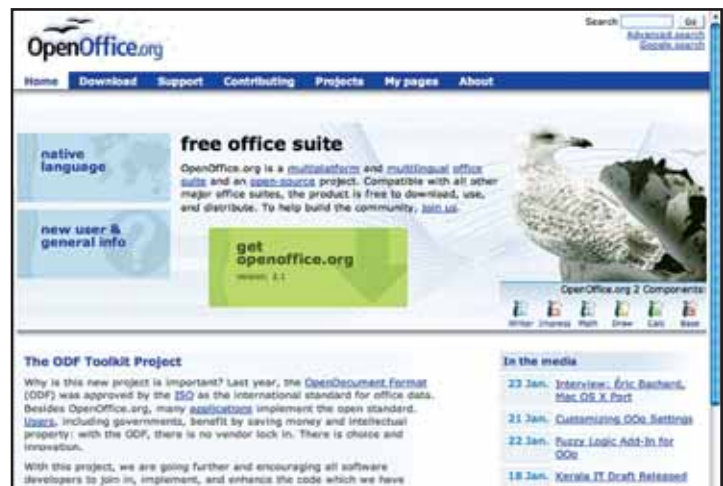 OpenOffice.org
Search Go
Advanced search
Google search
Home Download Support Contributing Projects My pages About
native
language
new user &
general info
free office suite
OpenOffice.org is a multiplatform and multilingual office
suite and an open-source project. Compatible with all other
major office suites, the product is free to download, use,
and distribute. To help build the community, join us.
get
openoffice.org
version 2.1
OpenOffice.org 2 Components:
Writer Impress Math Draw Calc Base
The ODF Toolkit Project
Why is this new project is important? Last year, the OpenDocument Format
(ODF) was approved by the ISO as the international standard for office data.
Besides OpenOffice.org, many applications implement the open standard.
Users, including governments, benefit by saving money and intellectual
property: with the ODF, there is no vendor lock in. There is choice and
innovation.
With this project, we are going further and encouraging all software
developers to join in, implement, and enhance the code which we have
In the media
23 Jan. Interview: Éric Bachard,
Mac OS X Port
21 Jan. Customizing OOo Settings
22 Jan. Fuzzy Logic Add-In for
OOo
18 Jan. Kerala IT Draft Released